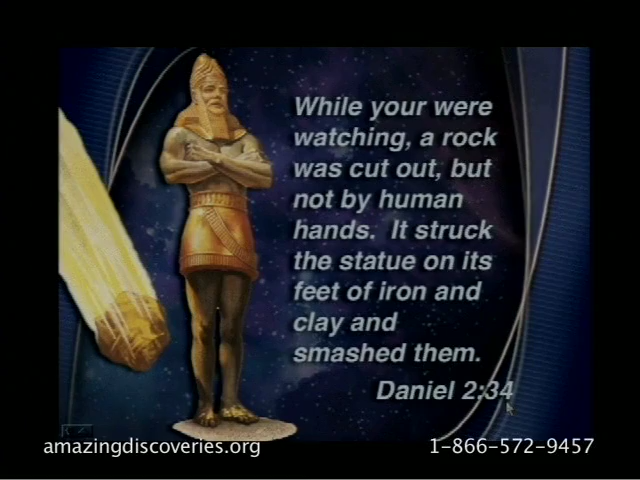 While your were
watching, a rock
was cut out, but
not by human
hands. It struck
the statue on its
feet of iron and
clay and
smashed them.
Daniel 2:34
amazingdiscoveries.org
1-866-572-9457